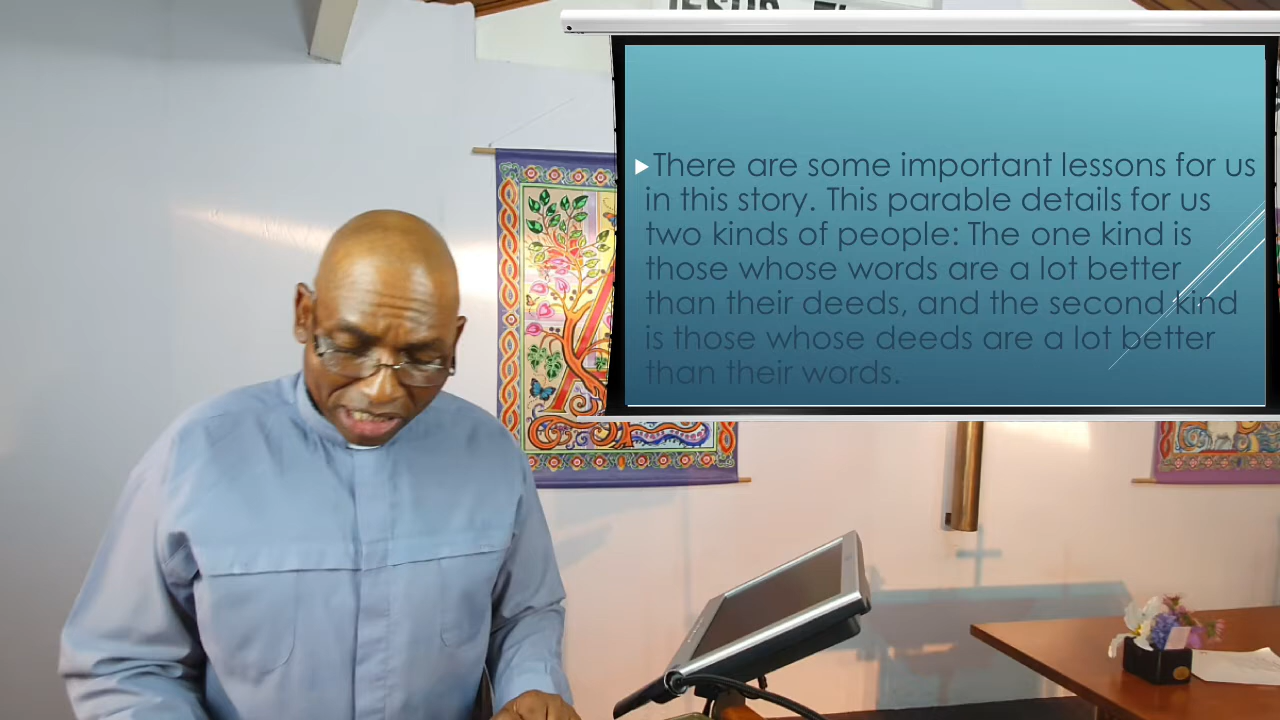 JESUS
There are some important lessons for us
in this story. This parable details for us
two kinds of people: The one kind is
those whose words are a lot better
than their deeds, and the second kind
is those whose deeds are a lot better
than their words.